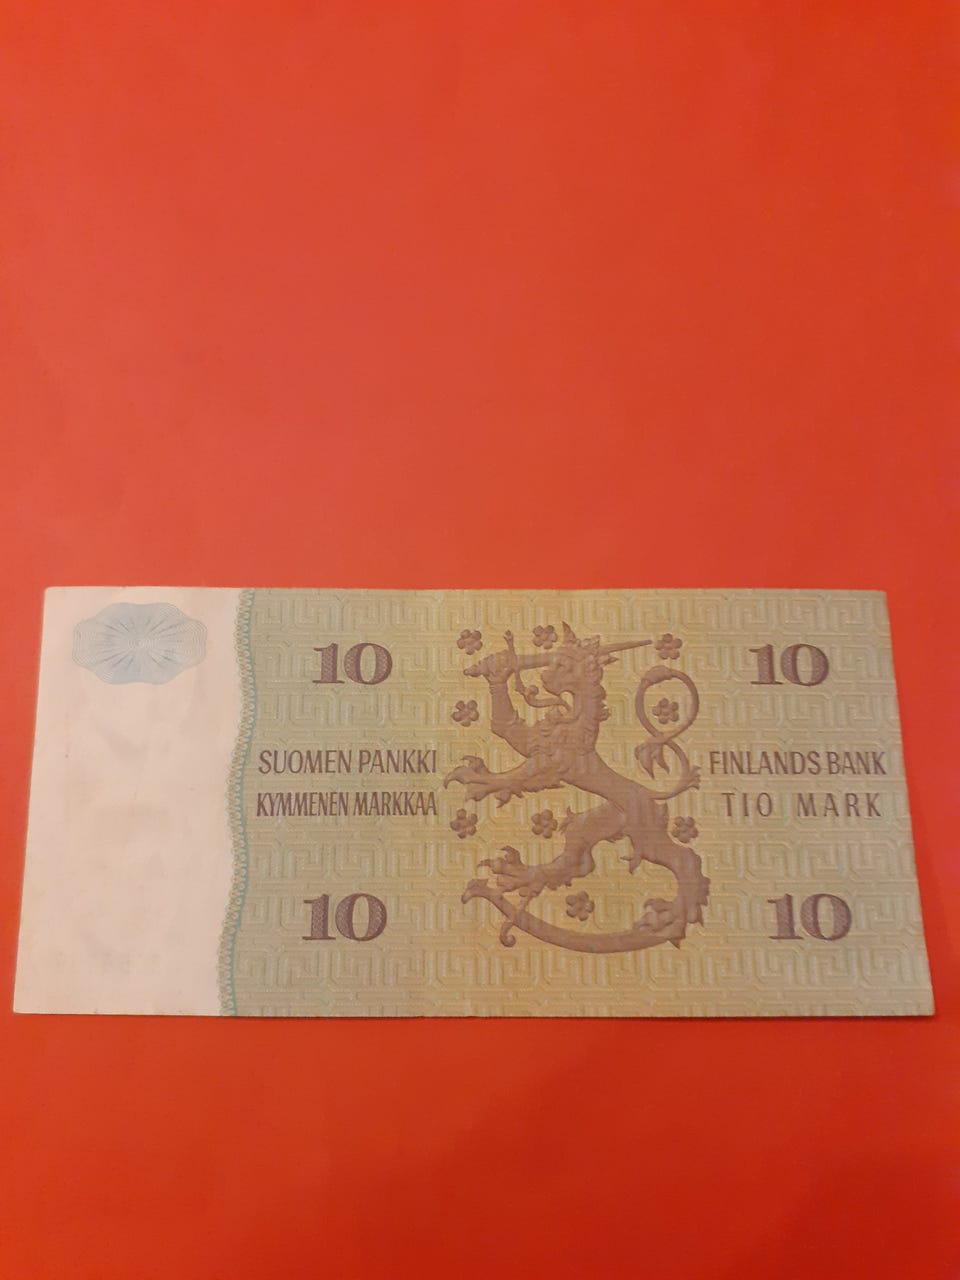 10 10
SUOMEN PANKKI FINLANDS BANK
KYMMENEN MARKKAA TIO MARK
10 10